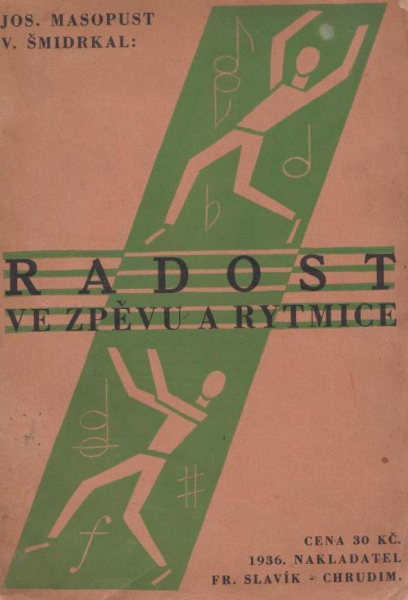 JOS. MASOPUST
V. ŠMIDRKAL:
RADOST
VE ZPĚVU A RYTMICE
CENA 30 KČ.
1936. NAKLADATEL
FR. SLAVÍK - CHRUDIM.